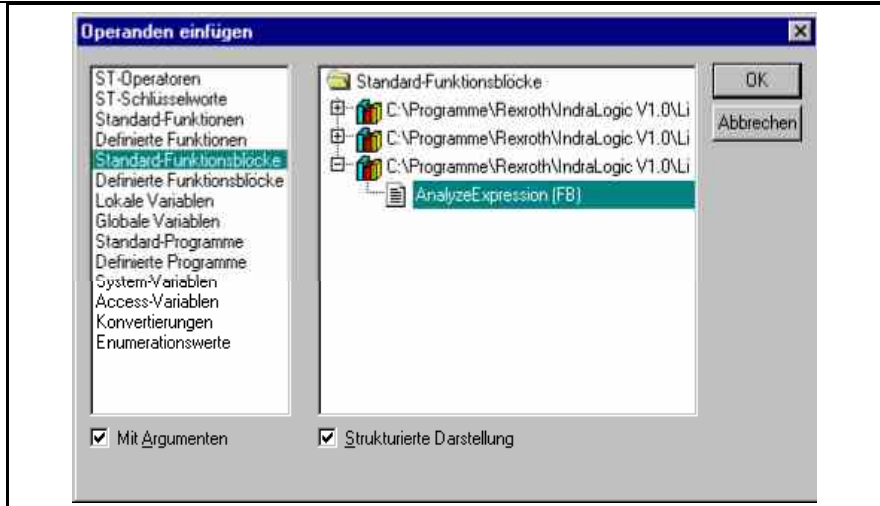 Operanden einfügen
ST-Operatoren
ST-Schlüsselworte
Standard-Funktionen
Definierte Funktionen
Standard-Funktionsblöcke
Definierte Funktionsblöcke
Lokale Variablen
Globale Variablen
Standard-Programme
Definierte Programme
System-Variablen
Access-Variablen
Konvertierungen
Enumerationswerte
Mit Argumenten
Standard-Funktionsblöcke
C:\Programme\Rexroth\IndraLogic V1.0\Li
C:\Programme\Rexroth\IndraLogic V1.0\Li
C:\Programme\Rexroth\IndraLogic V1.0\Li
AnalyzeExpression (FB)
Strukturierte Darstellung
OK
Abbrechen